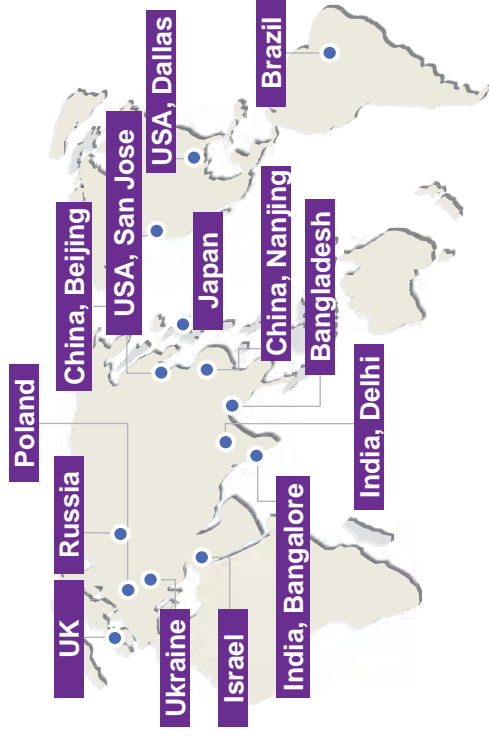 UK
Russia
Poland
China, Beijing
USA, San Jose
USA, Dallas
Brazil
Ukraine
Israel
India, Bangalore
India, Delhi
Bangladesh
China, Nanjing
Japan